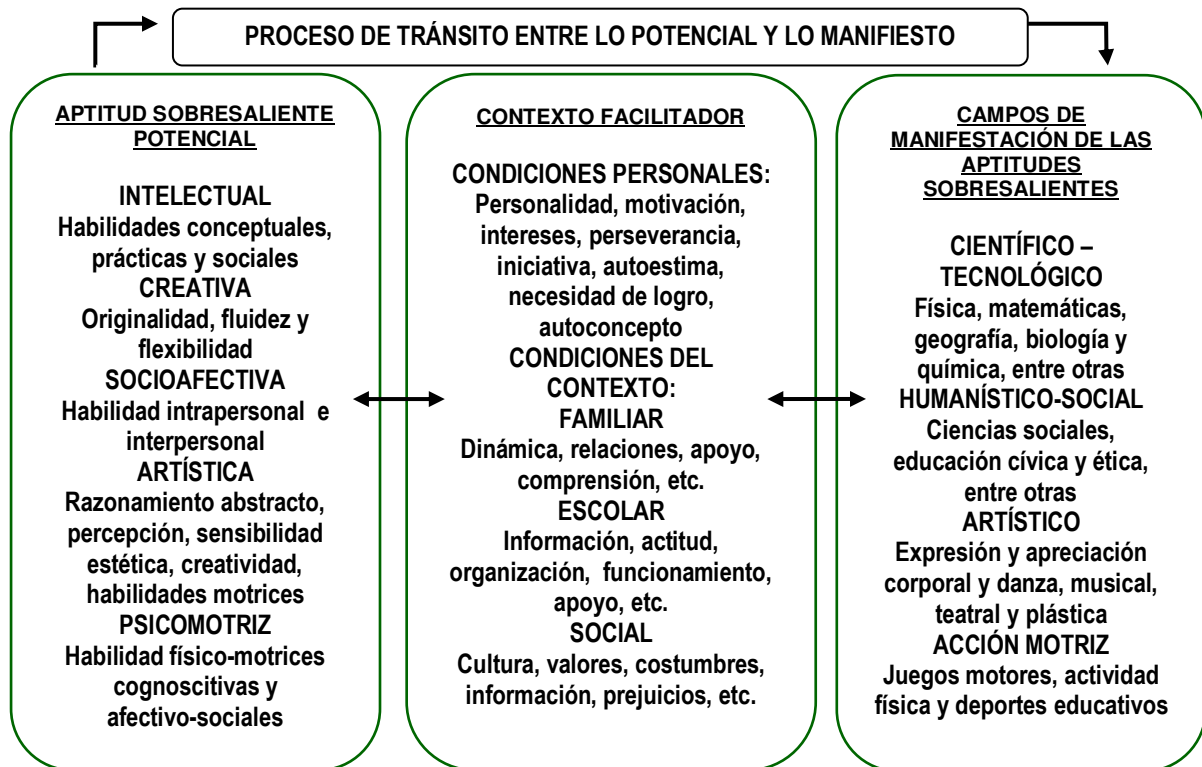 PROCESO DE TRÁNSITO ENTRE LO POTENCIAL Y LO MANIFIESTO
APTITUD SOBRESALIENTE
POTENCIAL
INTELECTUAL
Habilidades conceptuales,
prácticas y sociales
CREATIVA
Originalidad, fluidez y
flexibilidad
SOCIOAFECTIVA
Habilidad intrapersonal e
interpersonal
ARTÍSTICA
Razonamiento abstracto,
percepción, sensibilidad
estética, creatividad,
habilidades motrices
PSICOMOTRIZ
Habilidad físico-motrices
cognoscitivas y
afectivo-sociales
CONTEXTO FACILITADOR
CONDICIONES PERSONALES:
Personalidad, motivación,
intereses, perseverancia,
iniciativa, autoestima,
necesidad de logro,
autoconcepto
CONDICIONES DEL
CONTEXTO:
FAMILIAR
Dinámica, relaciones, apoyo,
comprensión, etc.
ESCOLAR
Información, actitud,
organización, funcionamiento,
apoyo, etc.
SOCIAL
Cultura, valores, costumbres,
información, prejuicios, etc.
CAMPOS DE
MANIFESTACIÓN DE LAS
APTITUDES
SOBRESALIENTES
CIENTÍFICO –
TECNOLÓGICO
Física, matemáticas,
geografía, biología y
química, entre otras
HUMANÍSTICO-SOCIAL
Ciencias sociales,
educación cívica y ética,
entre otras
ARTÍSTICO
Expresión y apreciación
corporal y danza, musical,
teatral y plástica
ACCIÓN MOTRIZ
Juegos motores, actividad
física y deportes educativos